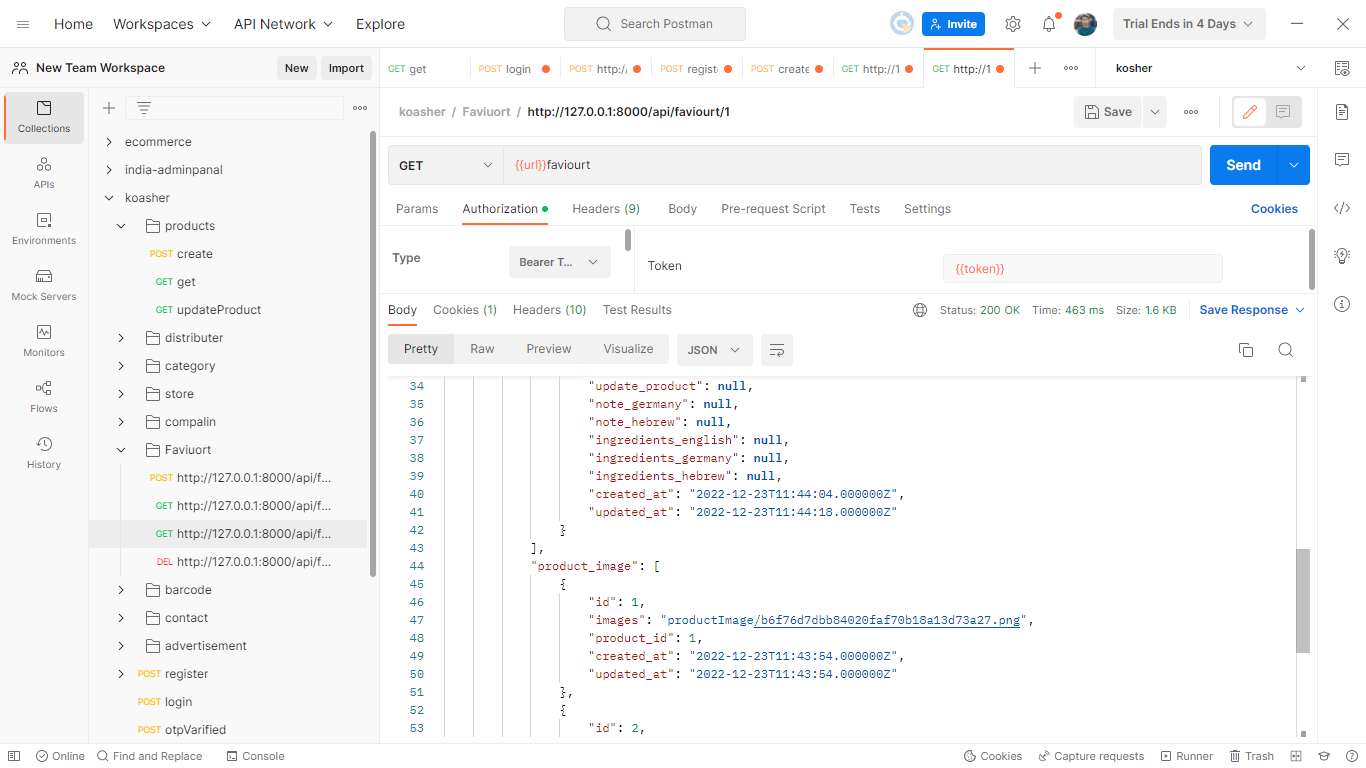 Home Workspaces API Network Explore Search Postman Invite Trial Ends in 4 Days
New Team Workspace New Import GET get POST login POST http:/ POST regist POST create GET http://1 GET http://1 kosher
koasher / Faviuort / http://127.0.0.1:8000/api/faviourt/1 Save
GET {{url}}faviourt Send
Params Authorization Headers (9) Body Pre-request Script Tests Settings Cookies
Type Bearer T... Token {{token}}
Body Cookies (1) Headers (10) Test Results Status: 200 OK Time: 463 ms Size: 1.6 KB Save Response
Pretty Raw Preview Visualize JSON
Collections
APIs
Environments
Mock Servers
Monitors
Flows
History
ecommerce
india-adminpanal
koasher
products
POST create
GET get
GET updateProduct
distributer
category
store
compalin
Faviuort
POST http://127.0.0.1:8000/api/f...
GET http://127.0.0.1:8000/api/f...
GET http://127.0.0.1:8000/api/f...
DEL http://127.0.0.1:8000/api/f...
barcode
contact
advertisement
POST register
POST login
POST otpVarified
34 "update_product": null,
35 "note_germany": null,
36 "note_hebrew": null,
37 "ingredients_english": null,
38 "ingredients_germany": null,
39 "ingredients_hebrew": null,
40 "created_at": "2022-12-23T11:44:04.000000Z",
41 "updated_at": "2022-12-23T11:44:18.000000Z"
42 }
43 ],
44 "product_image": [
45 {
46 "id": 1,
47 "images": "productImage/b6f76d7dbb84020faf70b18a13d73a27.png",
48 "product_id": 1,
49 "created_at": "2022-12-23T11:43:54.000000Z",
50 "updated_at": "2022-12-23T11:43:54.000000Z"
51 },
52 {
53 "id": 2,
Online Find and Replace Console Cookies Capture requests Runner Trash